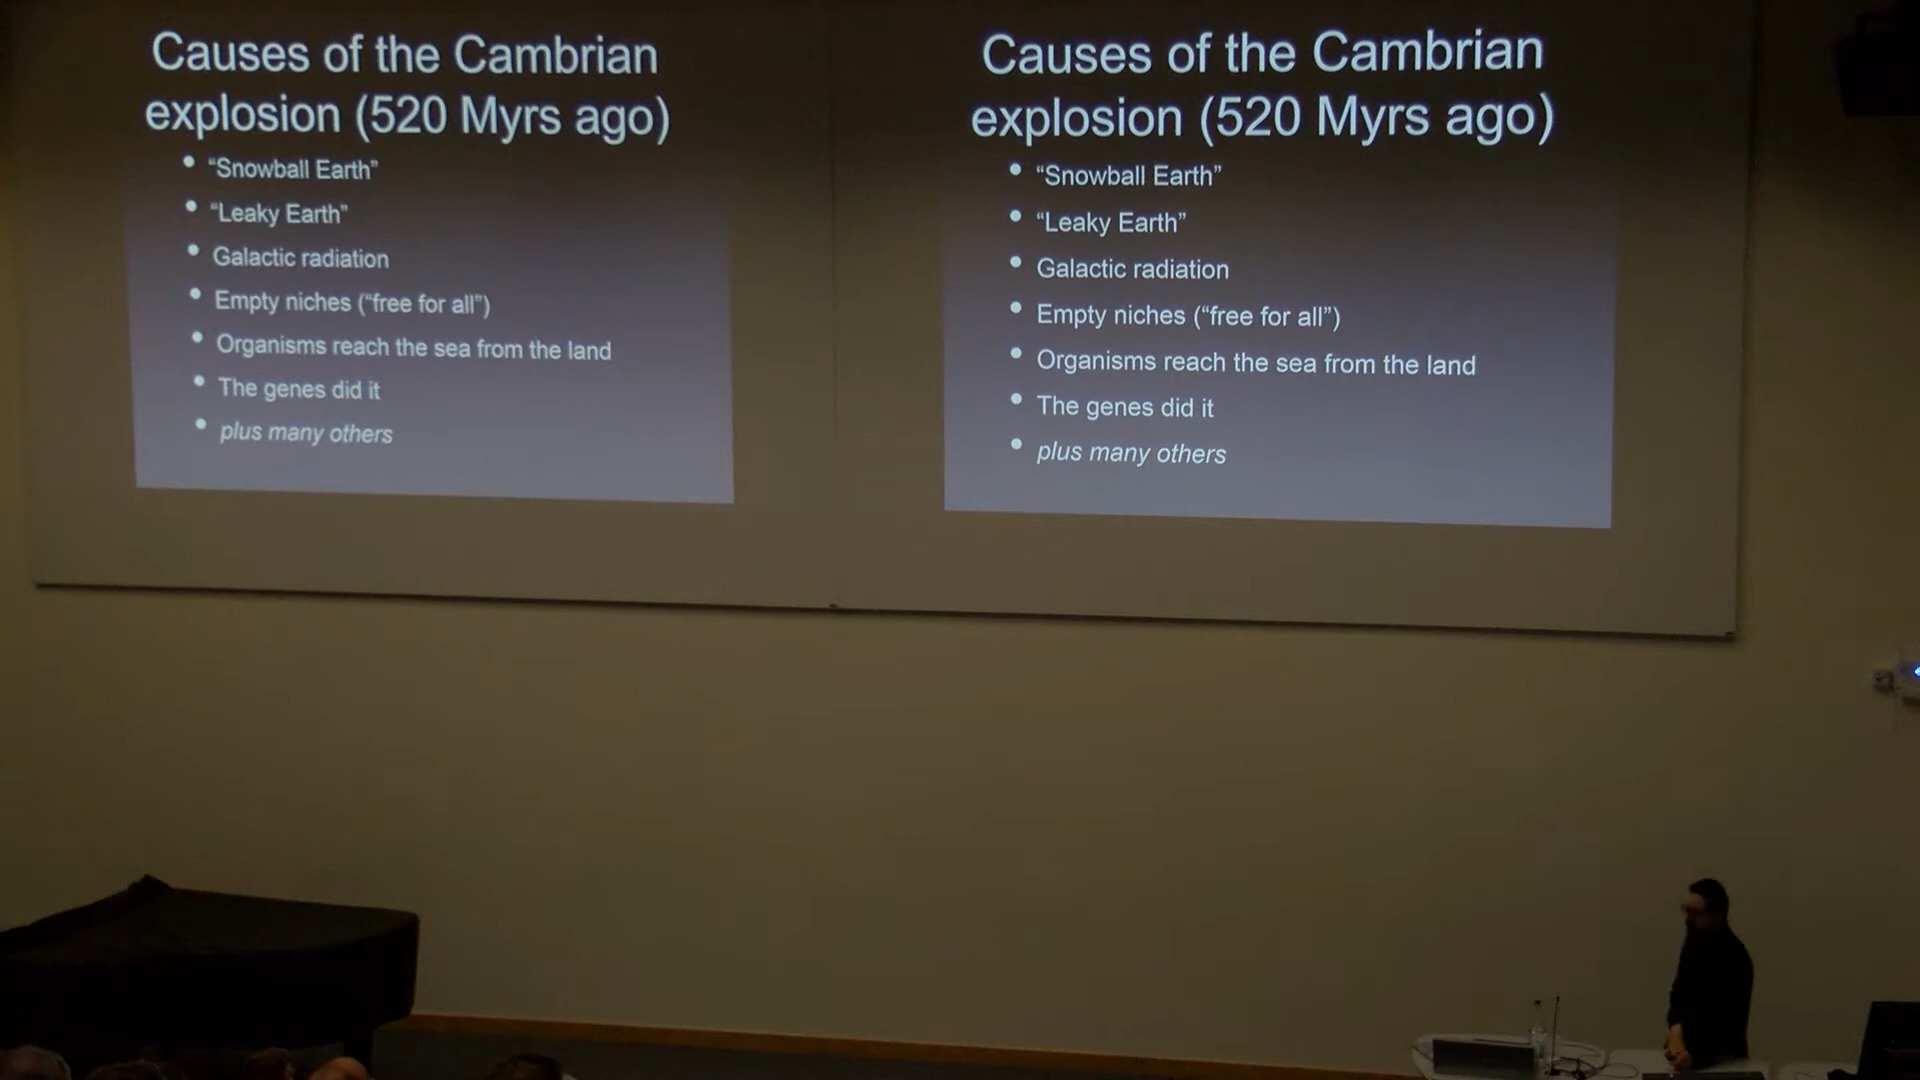 Causes of the Cambrian
explosion (520 Myrs ago)
• “Snowball Earth”
• “Leaky Earth”
• Galactic radiation
• Empty niches (“free for all”)
• Organisms reach the sea from the land
• The genes did it
• plus many others
Causes of the Cambrian
explosion (520 Myrs ago)
• “Snowball Earth”
• “Leaky Earth”
• Galactic radiation
• Empty niches (“free for all”)
• Organisms reach the sea from the land
• The genes did it
• plus many others